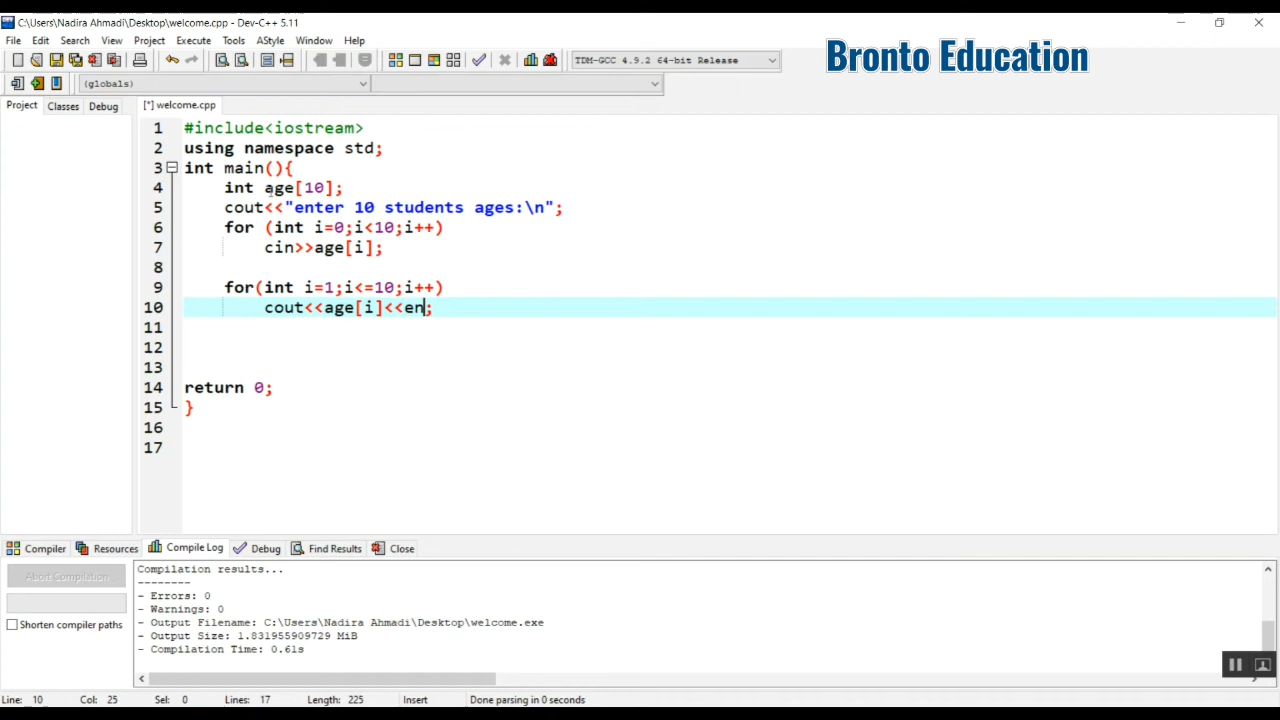 C:\Users\Nadira Ahmadi\Desktop\welcome.cpp - Dev-C++ 5.11
File Edit Search View Project Execute Tools AStyle Window Help
TDM-GCC 4.9.2 64-bit Release
Bronto Education
(globals)
Project Classes Debug [*] welcome.cpp
1 #include<iostream>
2 using namespace std;
3 int main(){
4 int age[10];
5 cout<<"enter 10 students ages:\n";
6 for (int i=0;i<10;i++)
7 cin>>age[i];
8
9 for(int i=1;i<=10;i++)
10 cout<<age[i]<<en;
11
12
13
14 return 0;
15 }
16
17
Compiler Resources Compile Log Debug Find Results Close
Abort Compilation
Shorten compiler paths
Compilation results...
--------
- Errors: 0
- Warnings: 0
- Output Filename: C:\Users\Nadira Ahmadi\Desktop\welcome.exe
- Output Size: 1.831955909729 MiB
- Compilation Time: 0.61s
Line: 10 Col: 25 Sel: 0 Lines: 17 Length: 225 Insert Done parsing in 0 seconds